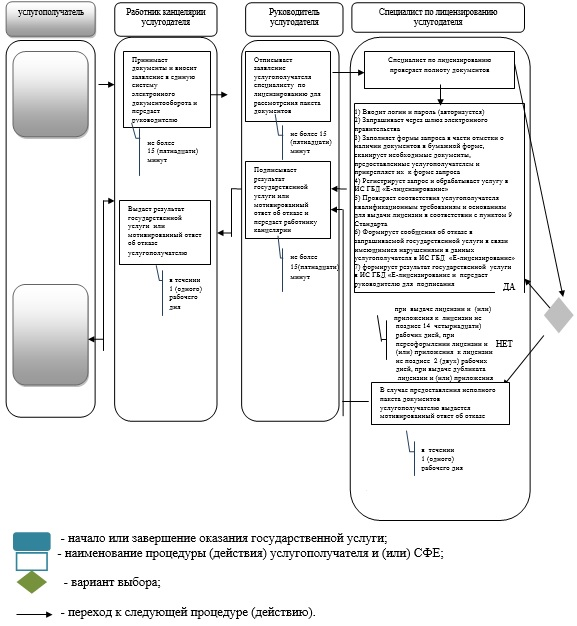 услугополучатель
Работник канцелярии
услугодателя
Руководитель
услугодателя
Специалист по лицензированию
услугодателя
Принимает
документы и вносит
заявление в единую
систему
электронного
документооборота и
передает
руководителю
не более
15 (пятнадцати)
минут
Выдает результат
государственной
услуги или
мотивированный ответ
об отказе
услугополучателю
в течении
1 (одного)
рабочего
дня
Отписывает
заявление
услугополучателя
специалисту по
лицензированию для
рассмотрения пакета
документов
не более 15
(пятнадцати)
минут
Подписывает
результат
государственной
услуги или
мотивированный
ответ об отказе и
передает работнику
канцелярии
не более
15(пятнадцати)
минут
Специалист по лицензированию
проверяет полноту документов
1) Вводит логин и пароль (авторизуется)
2) Запрашивает через шлюз электронного
правительства
3) Заполняет формы запроса в части отметки о
наличии документов в бумажной форме,
сканирует необходимые документы,
предоставленные услугополучателем и
прикрепляет их к форме запроса
4) Регистрирует запрос и обрабатывает услугу в
ИС ГБД «Е-лицензирование»
5) Проверяет соответствия услугополучателя
квалификационным требованиям и основаниям
для выдачи лицензии в соответствии с пунктом 9
Стандарта
6) Формирует сообщения об отказе в
запрашиваемой государственной услуги в связи
имеющимися нарушениями в данных
услугополучателя в ИС ГБД «Е-лицензирование»
7) формирует результат государственной услуги
в ИС ГБД «Е-лицензирование и передает
руководителю для подписания
ДА
при выдаче лицензии и (или)
приложения к лицензии не
позднее 14 четырнадцати)
рабочих дней, при
переоформлении лицензии и
(или) приложения к лицензии
не позднее 2 (двух) рабочих
дней, при выдаче дубликата
лицензии и (или) приложения
НЕТ
В случае предоставления неполного
пакета документов
услугополучателю выдается
мотивированный ответ об отказе
в течении
1 (одного)
рабочего дня
- начало или завершение оказания государственной услуги;
- наименование процедуры (действия) услугополучателя и (или) СФЕ;
- вариант выбора;
- переход к следующей процедуре (действию).